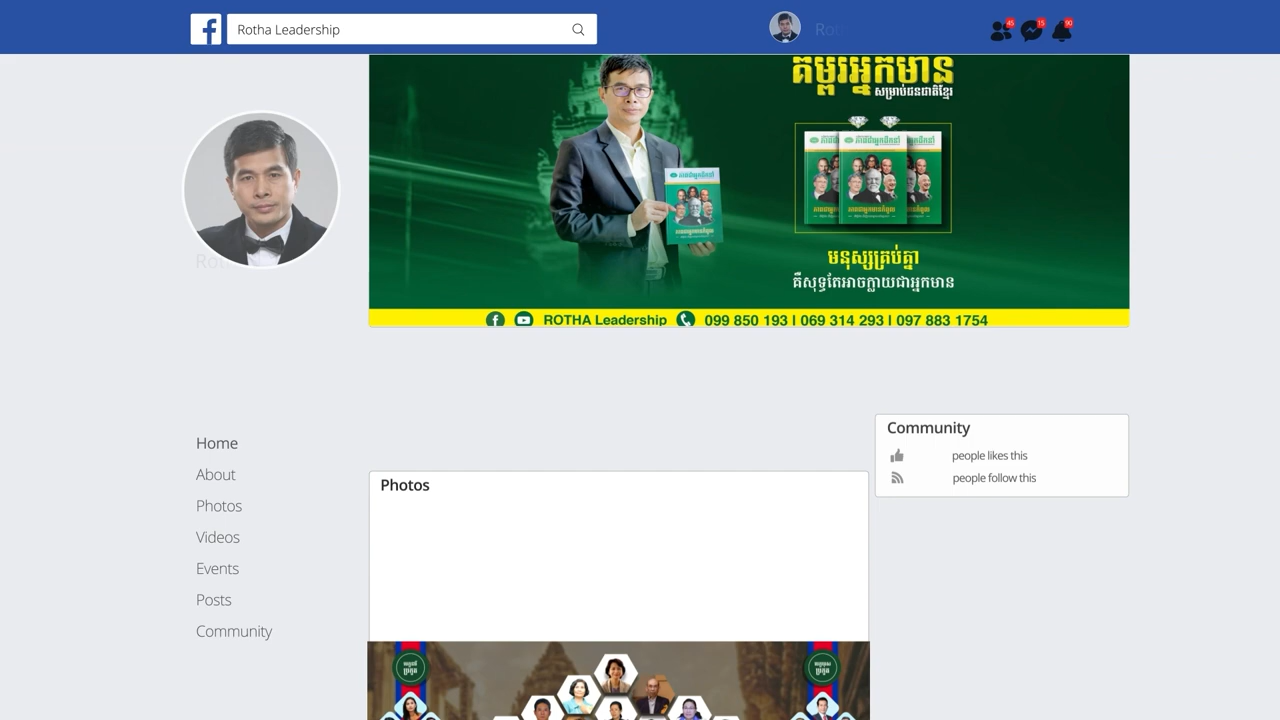 Rotha Leadership
45
15
90
គម្ពីរអ្នកមាន
សម្រាប់ជនជាតិខ្មែរ
មនុស្សគ្រប់គ្នា
គឺសុទ្ធតែអាចក្លាយជាអ្នកមាន
ROTHA Leadership 099 850 193 | 069 314 293 | 097 883 1754
Home
About
Photos
Videos
Events
Posts
Community
Photos
Community
people likes this
people follow this